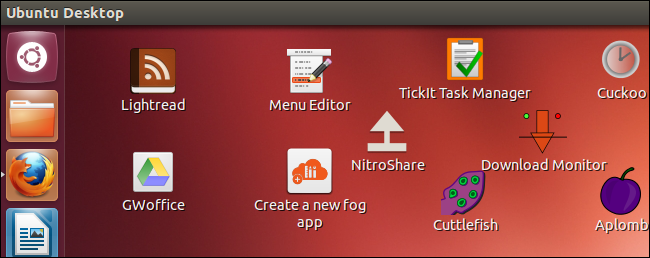 Ubuntu Desktop
Lightread
Menu Editor
TickIt Task Manager
Cuckoo
NitroShare
Download Monitor
GWoffice
Create a new fog
app
Cuttlefish
Aplomb